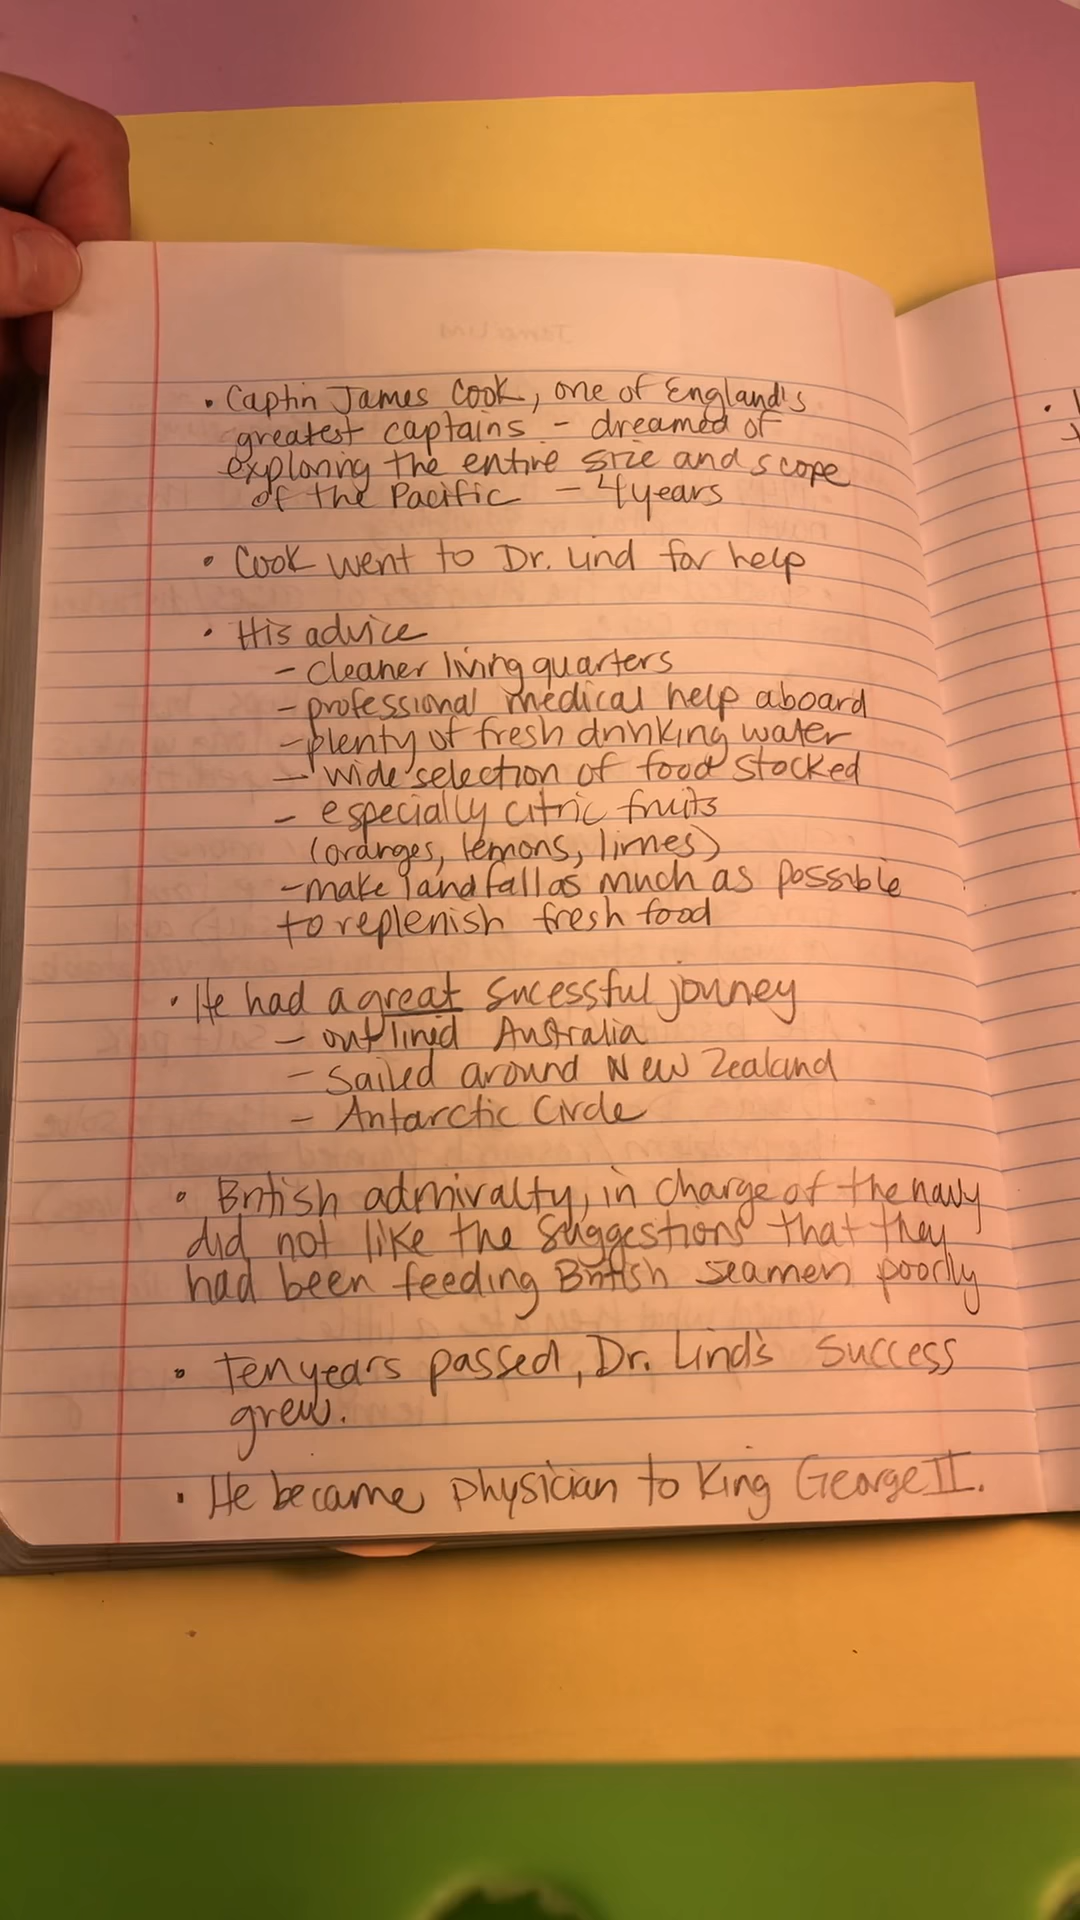 • Captin James Cook, one of England's
greatest captains - dreamed of
exploring the entire size and scope
of the Pacific - 4 years
• Cook went to Dr. Lind for help
• His advice
- cleaner living quarters
- professional medical help aboard
- plenty of fresh drinking water
- wide selection of food stocked
- especially citric fruits
(oranges, lemons, limes)
- make landfall as much as possible
to replenish fresh food
• He had a great sucessful jouney
- outlined Australia
- Sailed around New Zealand
- Antarctic Circle
• British admiralty, in charge of the navy
did not like the suggestions that they
had been feeding British seamen poorly
• Ten years passed, Dr. Lind's success
grew.
• He became physician to King George II.